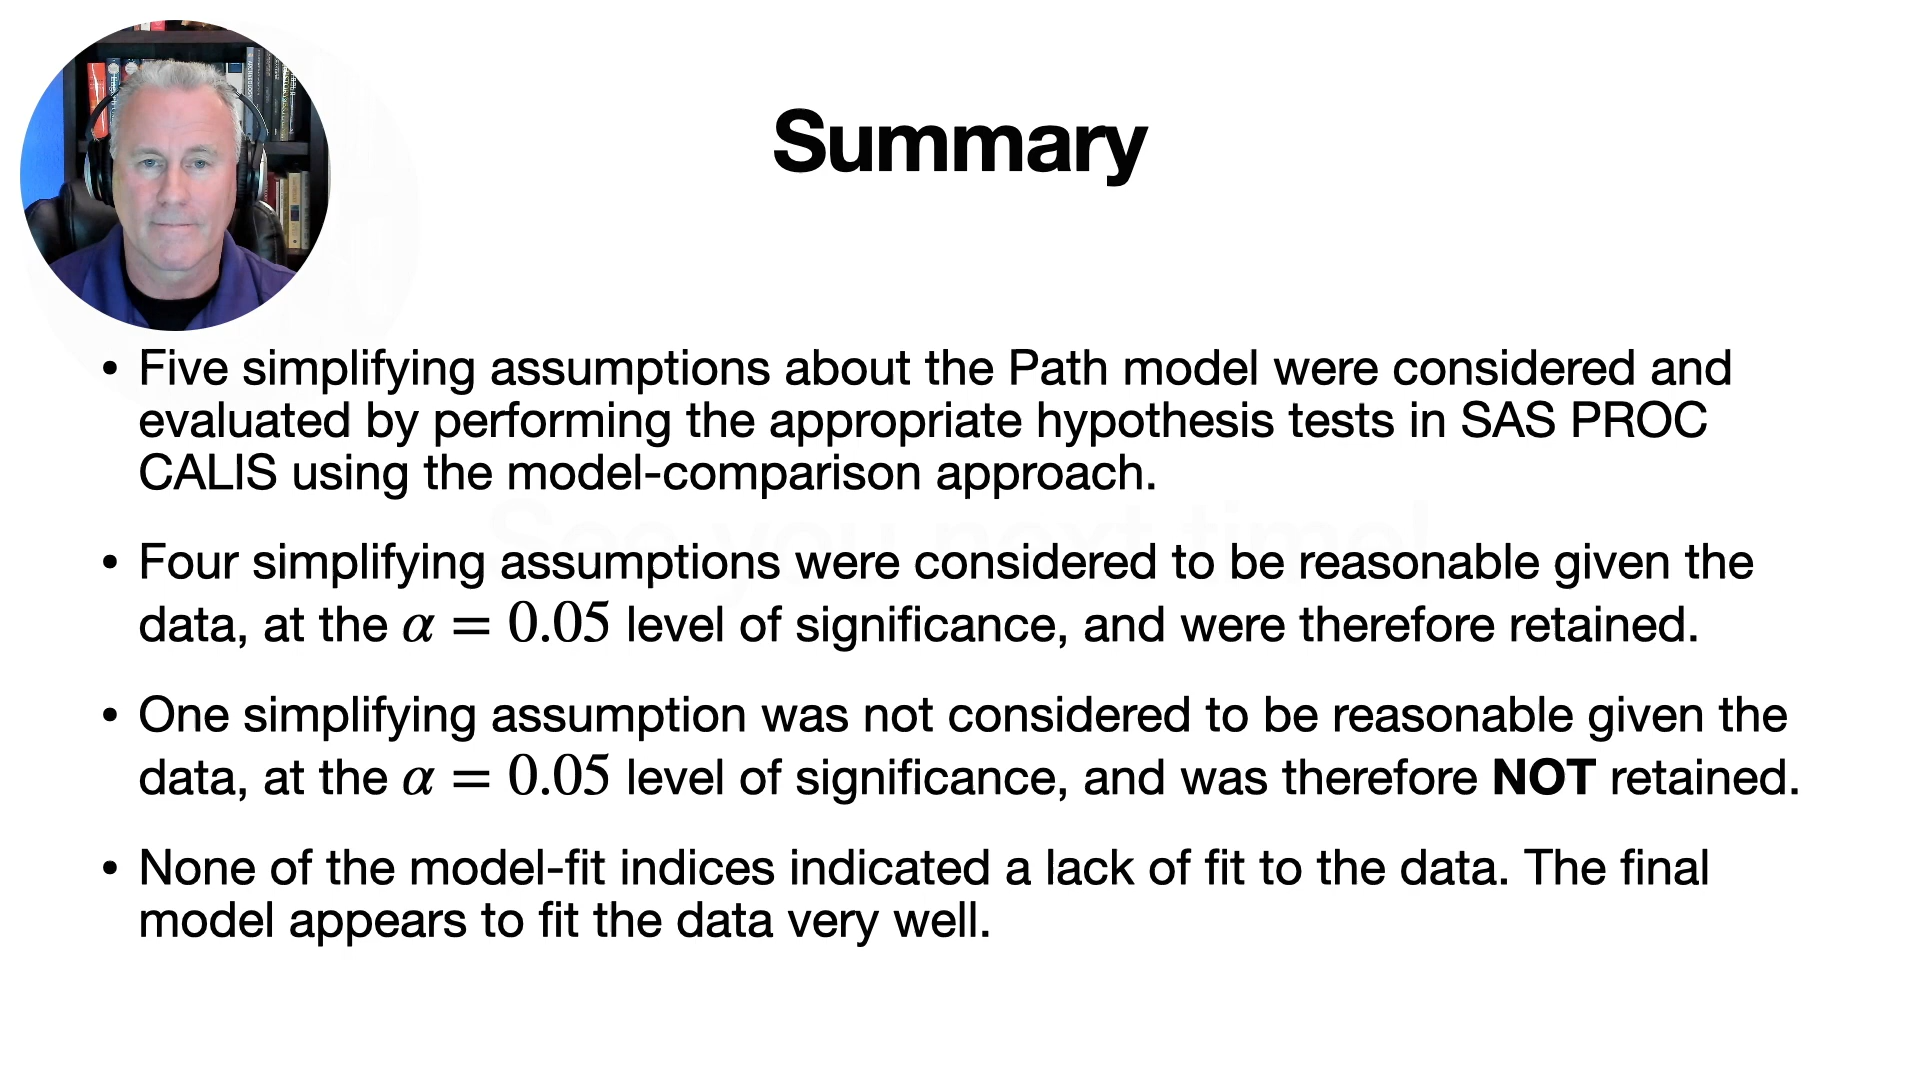 Summary
• Five simplifying assumptions about the Path model were considered and
evaluated by performing the appropriate hypothesis tests in SAS PROC
CALIS using the model-comparison approach.
See you next time!
• Four simplifying assumptions were considered to be reasonable given the
data, at the α = 0.05 level of significance, and were therefore retained.
• One simplifying assumption was not considered to be reasonable given the
data, at the α = 0.05 level of significance, and was therefore NOT retained.
• None of the model-fit indices indicated a lack of fit to the data. The final
model appears to fit the data very well.